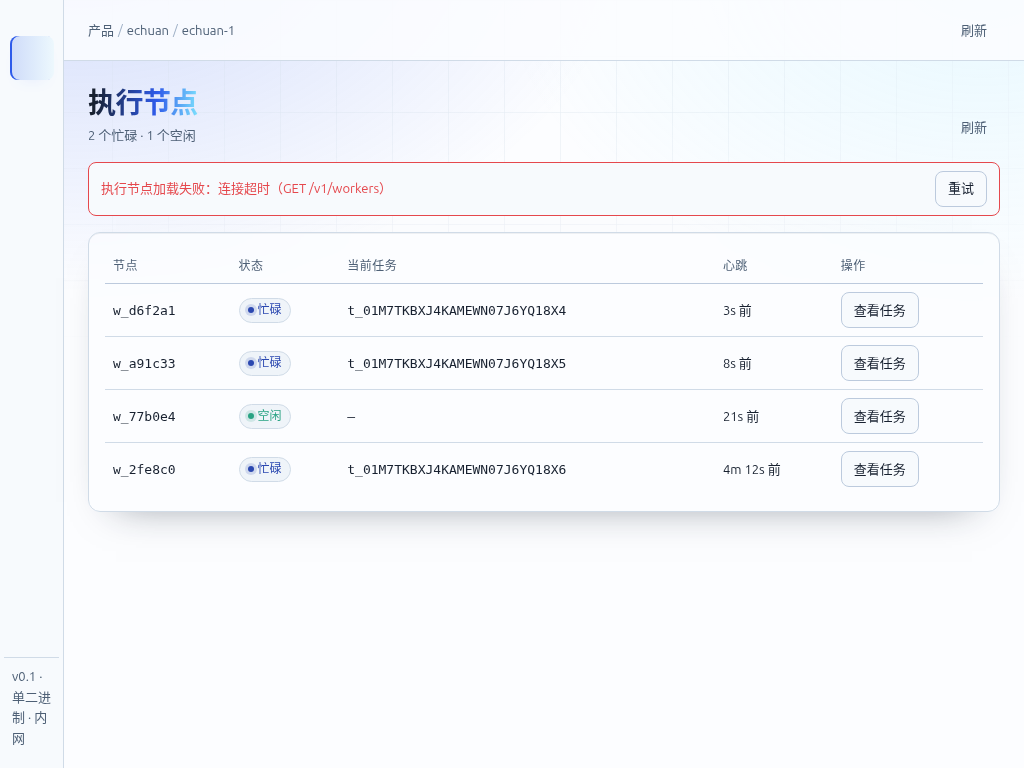 产品 / echuan / echuan-1
刷新
执行节点
2 个忙碌 · 1 个空闲
刷新
执行节点加载失败：连接超时（GET /v1/workers）
重试
节点 状态 当前任务 心跳 操作
w_d6f2a1 忙碌 t_01M7TKBXJ4KAMEWN07J6YQ18X4 3s 前 查看任务
w_a91c33 忙碌 t_01M7TKBXJ4KAMEWN07J6YQ18X5 8s 前 查看任务
w_77b0e4 空闲 — 21s 前 查看任务
w_2fe8c0 忙碌 t_01M7TKBXJ4KAMEWN07J6YQ18X6 4m 12s 前 查看任务
v0.1 ·
单二进
制 · 内
网